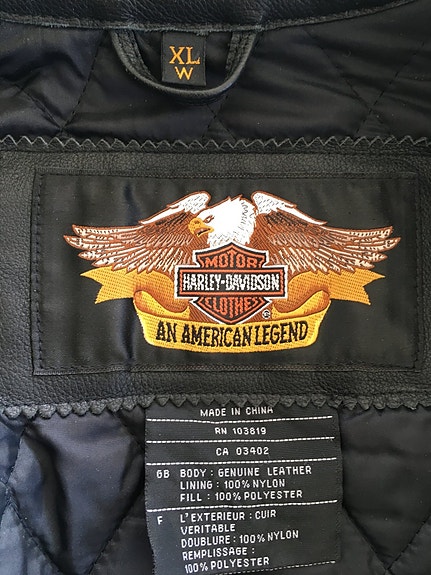 XL
W
MOTOR
HARLEY-DAVIDSON
CLOTHES
®
AN AMERICAN LEGEND
MADE IN CHINA
RN 103819
CA 03402
GB BODY : GENUINE LEATHER
LINING : 100% NYLON
FILL : 100% POLYESTER
F L'EXTERIEUR : CUIR
VERITABLE
DOUBLURE : 100% NYLON
REMPLISSAGE :
100% POLYESTER